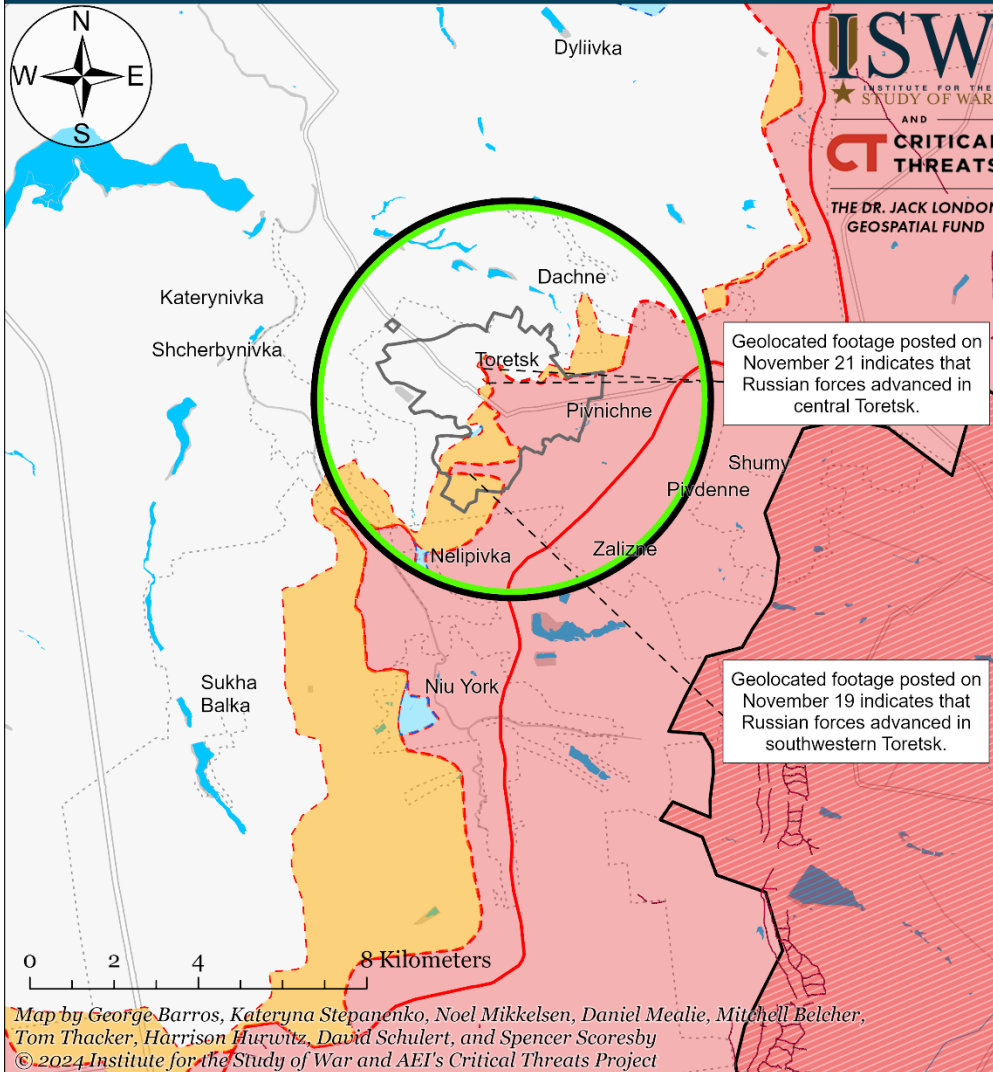 N
W E
S
Dyliivka
ISW
INSTITUTE FOR THE
STUDY OF WAR
AND
CT CRITICAL
THREATS
THE DR. JACK LONDON
GEOSPATIAL FUND
Dachne
Katerynivka
Shcherbynivka
Toretsk
Geolocated footage posted on
November 21 indicates that
Russian forces advanced in
central Toretsk.
Pivnichne
Shumy
Pivdenne
Nelipivka
Zalizne
Niu York
Sukha
Balka
Geolocated footage posted on
November 19 indicates that
Russian forces advanced in
southwestern Toretsk.
0 2 4 8 Kilometers
Map by George Barros, Kateryna Stepanenko, Noel Mikkelsen, Daniel Mealie, Mitchell Belcher,
Tom Thacker, Harrison Hurwitz, David Schulert, and Spencer Scoresby
© 2024 Institute for the Study of War and AEI's Critical Threats Project